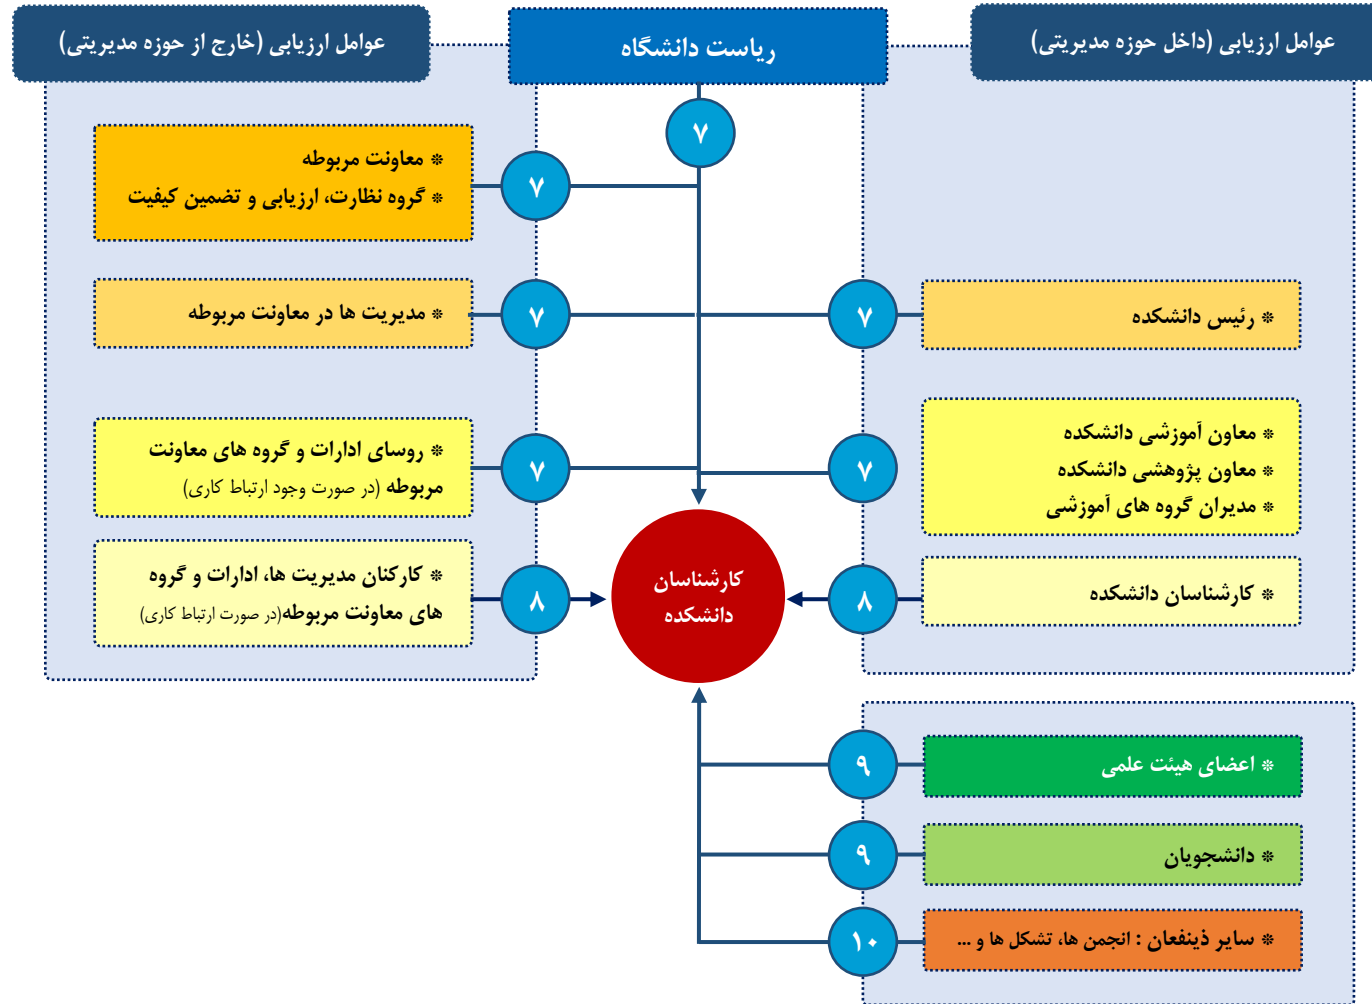 عوامل ارزیابی (داخل حوزه مدیریتی)
ریاست دانشگاه
عوامل ارزیابی (خارج از حوزه مدیریتی)
۷
* معاونت مربوطه
* گروه نظارت، ارزیابی و تضمین کیفیت
۷
* رئیس دانشکده
۷
۷
* مدیریت ها در معاونت مربوطه
* معاون آموزشی دانشکده
* معاون پژوهشی دانشکده
* مدیران گروه های آموزشی
۷
۷
* روسای ادارات و گروه های معاونت
مربوطه (در صورت وجود ارتباط کاری)
* کارشناسان دانشکده
۸
کارشناسان
دانشکده
۸
* کارکنان مدیریت ها، ادارات و گروه
های معاونت مربوطه(در صورت ارتباط کاری)
* اعضای هیئت علمی
۹
* دانشجویان
۹
* سایر ذینفعان : انجمن ها، تشکل ها و ...
۱۰